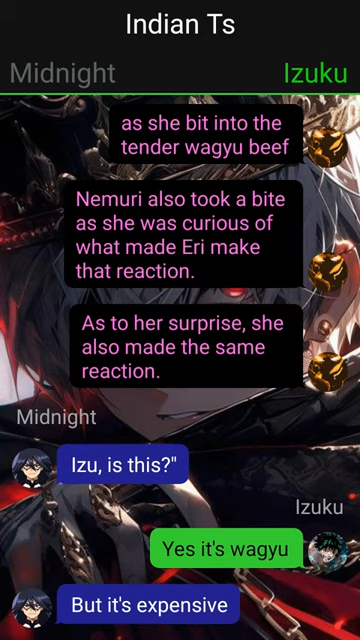 Indian Ts
Midnight
Izuku
as she bit into the
tender wagyu beef
Nemuri also took a bite
as she was curious of
what made Eri make
that reaction.
As to her surprise, she
also made the same
reaction.
Midnight
Izu, is this?"
Izuku
Yes it's wagyu
But it's expensive